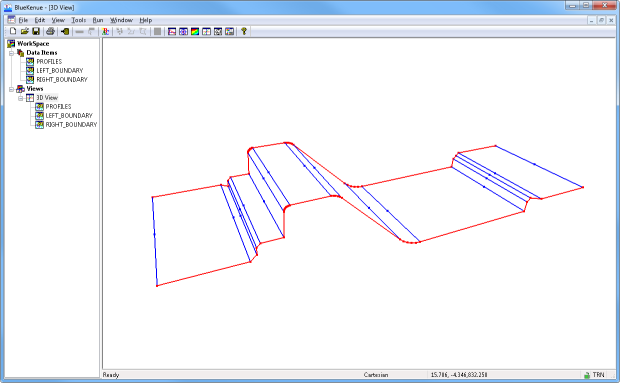 BlueKenue - [3D View]
File Edit View Tools Run Window Help
WorkSpace
Data Items
PROFILES
LEFT_BOUNDARY
RIGHT_BOUNDARY
Views
3D View
PROFILES
LEFT_BOUNDARY
RIGHT_BOUNDARY
Ready Cartesian 15.706, -4.346,832.250 TRN